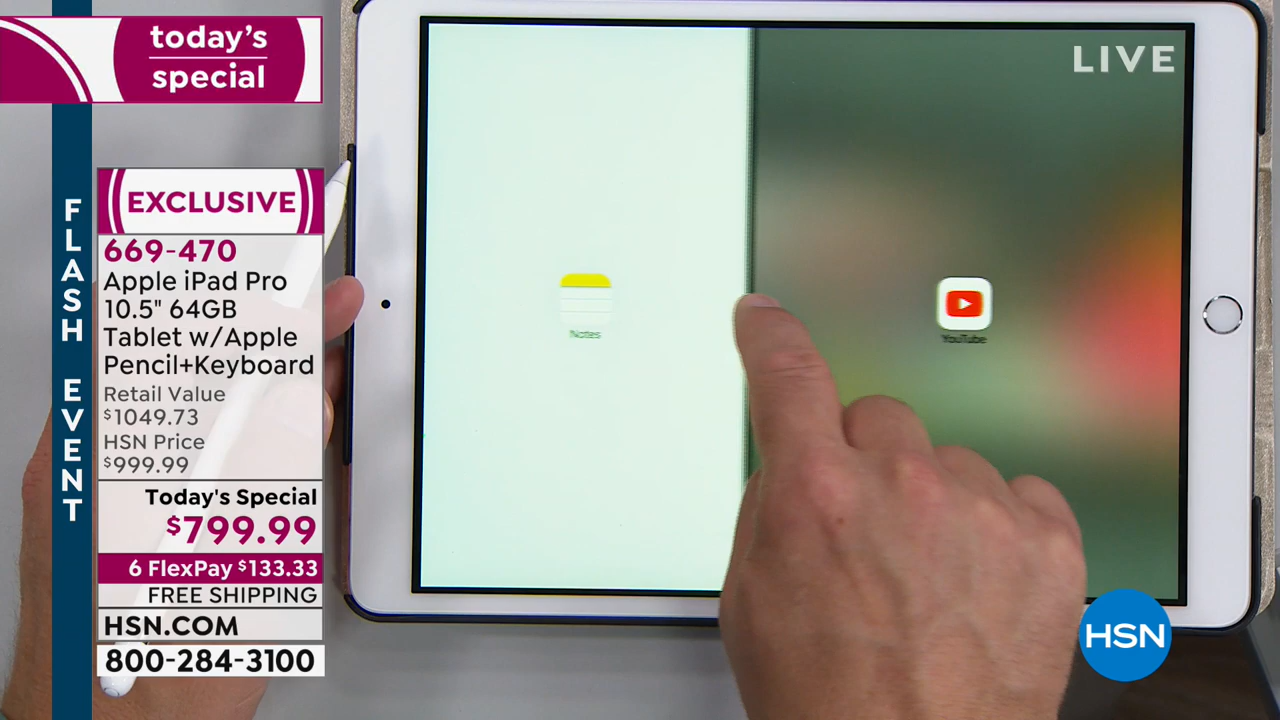 today's
special
LIVE
FLASH EVENT
EXCLUSIVE
669-470
Apple iPad Pro
10.5" 64GB
Tablet w/Apple
Pencil+Keyboard
Retail Value
$1049.73
HSN Price
$999.99
Today's Special
$799.99
6 FlexPay $133.33
FREE SHIPPING
HSN.COM
800-284-3100
Notes
YouTube
HSN